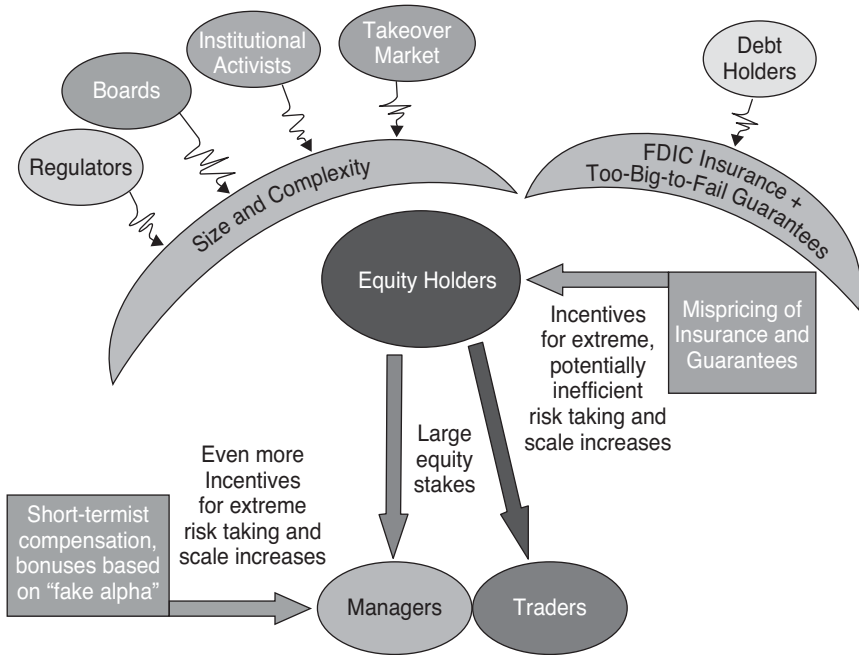 Institutional
Activists
Takeover
Market
Debt
Holders
Boards
Regulators
Size and Complexity
FDIC Insurance +
Too-Big-to-Fail Guarantees
Equity Holders
Mispricing of
Insurance and
Guarantees
Incentives
for extreme,
potentially
inefficient
risk taking and
scale increases
Large
equity
stakes
Even more
Incentives
for extreme
risk taking and
scale increases
Short-termist
compensation,
bonuses based
on “fake alpha”
Managers
Traders